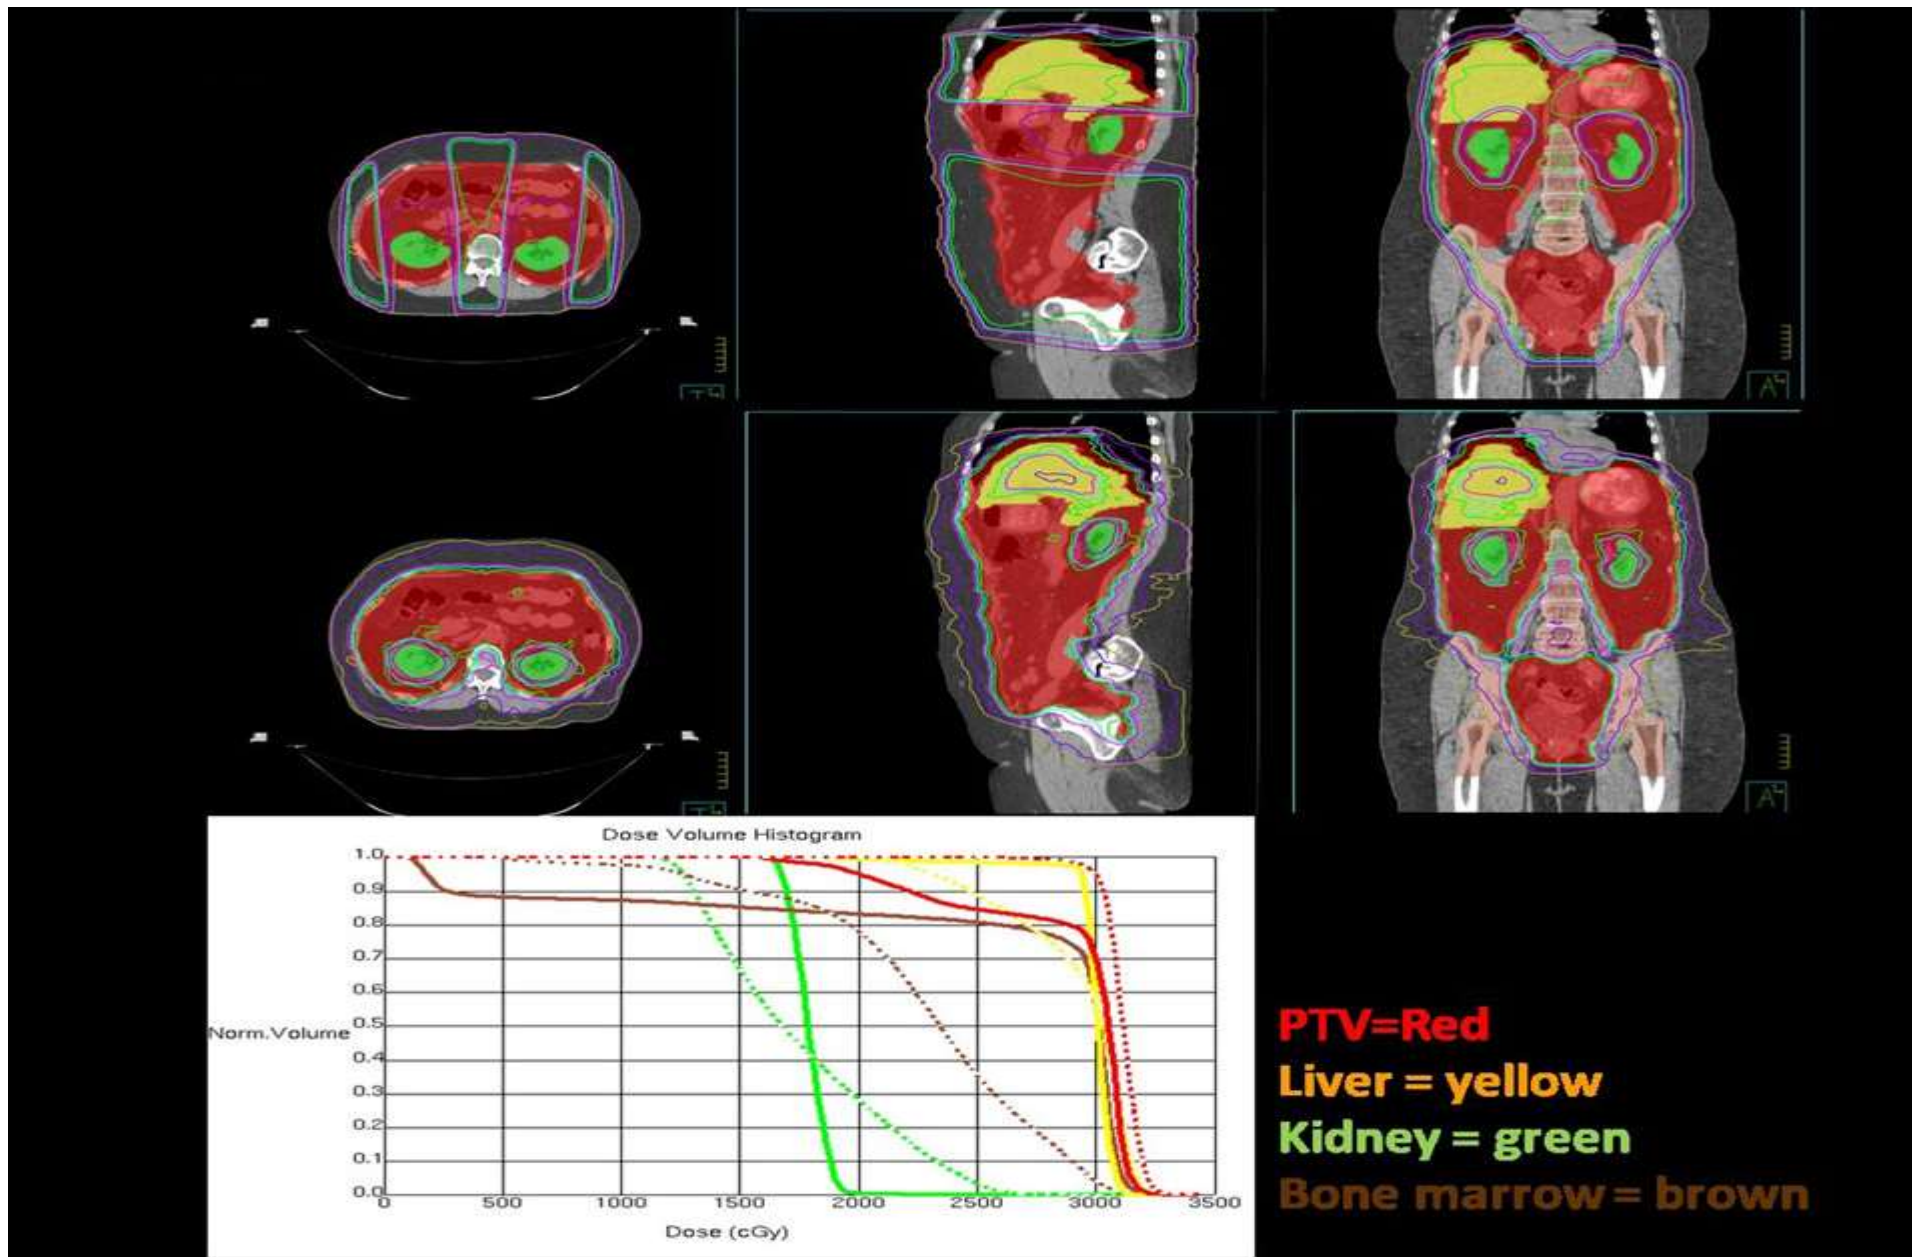 A
A
Dose Volume Histogram
1.0
0.9
0.8
0.7
0.6
0.5
0.4
0.3
0.2
0.1
0.0
Norm.Volume
0 500 1000 1500 2000 2500 3000 3500
Dose (cGy)
PTV=Red
Liver = yellow
Kidney = green
Bone marrow = brown